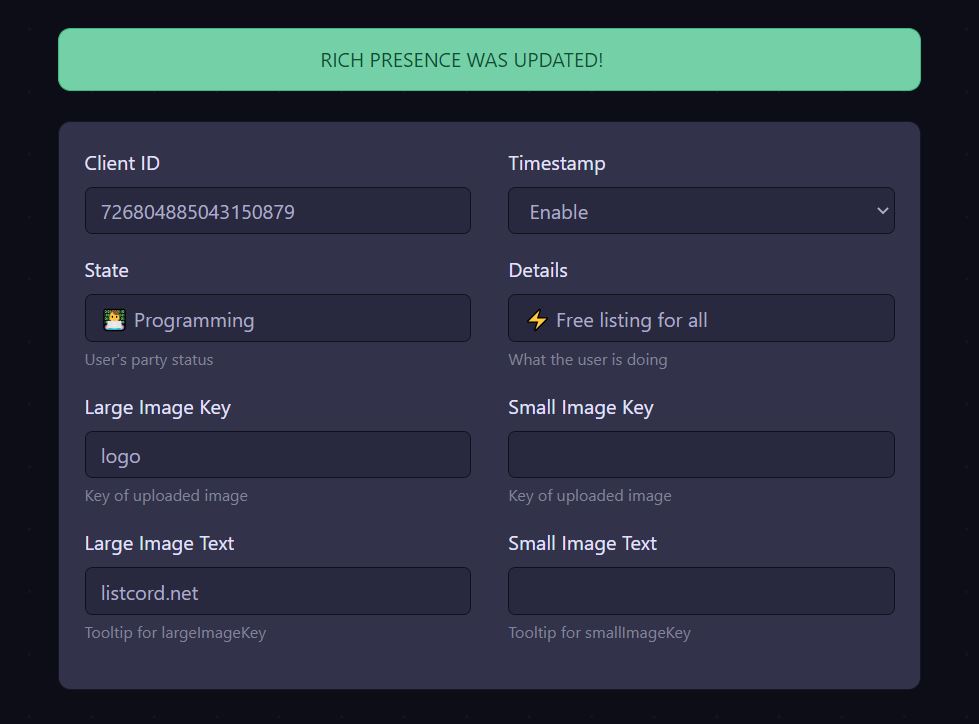 RICH PRESENCE WAS UPDATED!
Client ID
Timestamp
726804885043150879
Enable
State
Details
👨‍💻 Programming
⚡ Free listing for all
User's party status
What the user is doing
Large Image Key
Small Image Key
logo
Key of uploaded image
Key of uploaded image
Large Image Text
Small Image Text
listcord.net
Tooltip for largeImageKey
Tooltip for smallImageKey